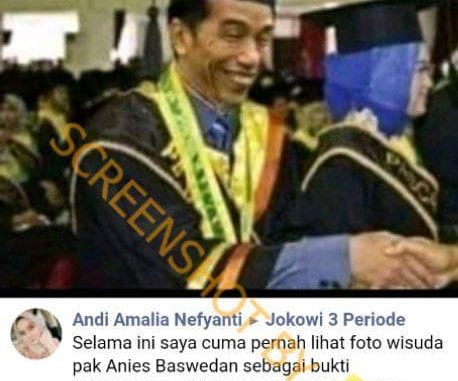 SCREENSHOT BY
Andi Amalia Nefyanti ▸ Jokowi 3 Periode
Selama ini saya cuma pernah lihat foto wisuda
pak Anies Baswedan sebagai bukti